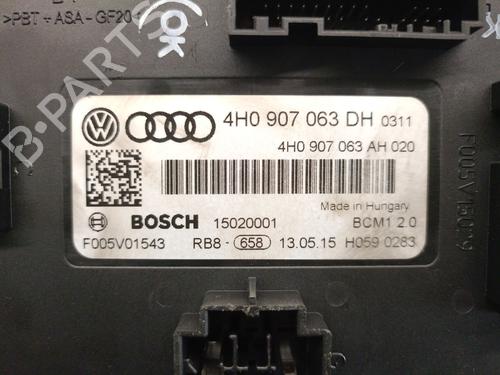 >PBT+ASA-GF20
OK
4H0 907 063 DH 0311
4H0 907 063 AH 020
Made in Hungary
BOSCH 15020001 BCM1 2.0
F005V01543 RB8- 658 13.05.15 H059 0283
B-PARTS